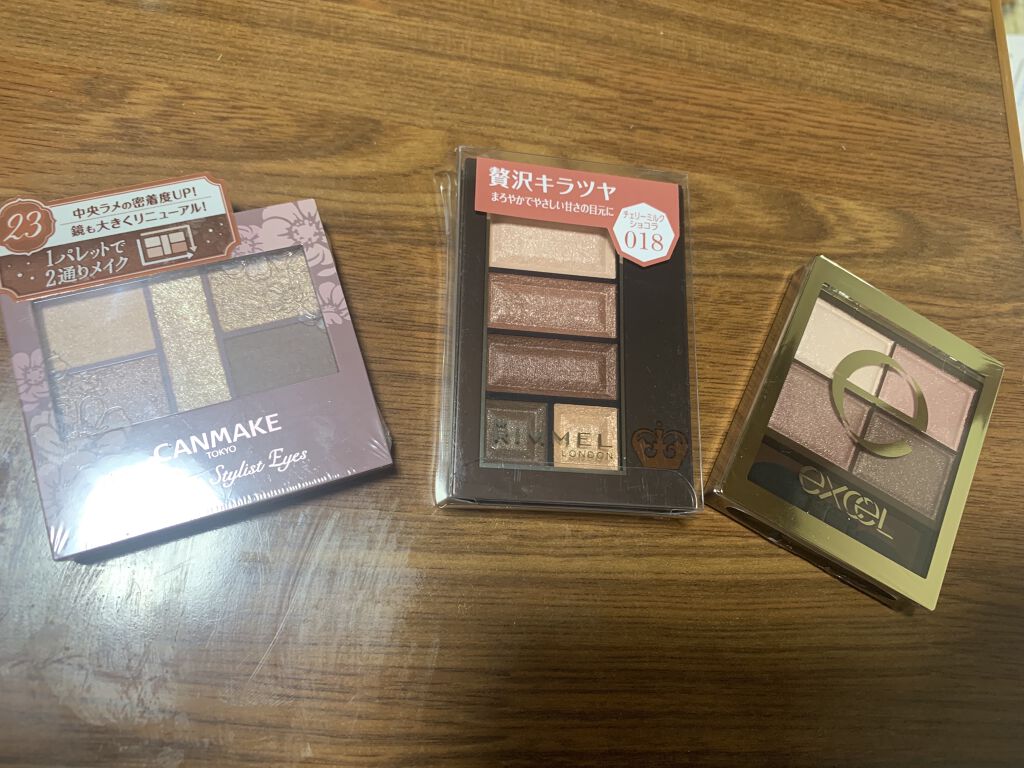 23
中央ラメの密着度UP!
鏡も大きくリニューアル!
1パレットで
2通りメイク
CANMAKE
TOKYO
Stylist Eyes
贅沢キラツヤ
まろやかでやさしい甘さの目元に
チェリーミルク
ショコラ
018
RIMMEL
LONDON
e
excel